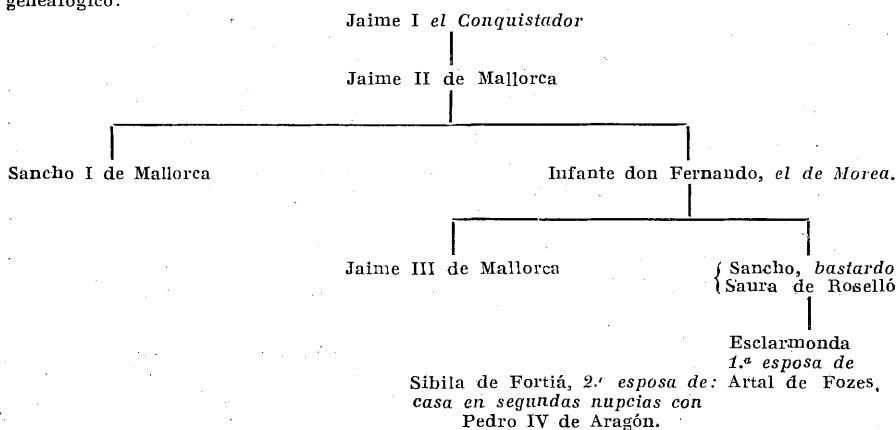 genealógico:
Jaime I el Conquistador
Jaime II de Mallorca
Sancho I de Mallorca
Infante don Fernando, el de Morea.
Jaime III de Mallorca
{ Sancho, bastardo
{ Saura de Roselló
Esclarmonda
1.ª esposa de
Sibila de Fortiá, 2.ª esposa de: Artal de Fozes,
casa en segundas nupcias con
Pedro IV de Aragón.